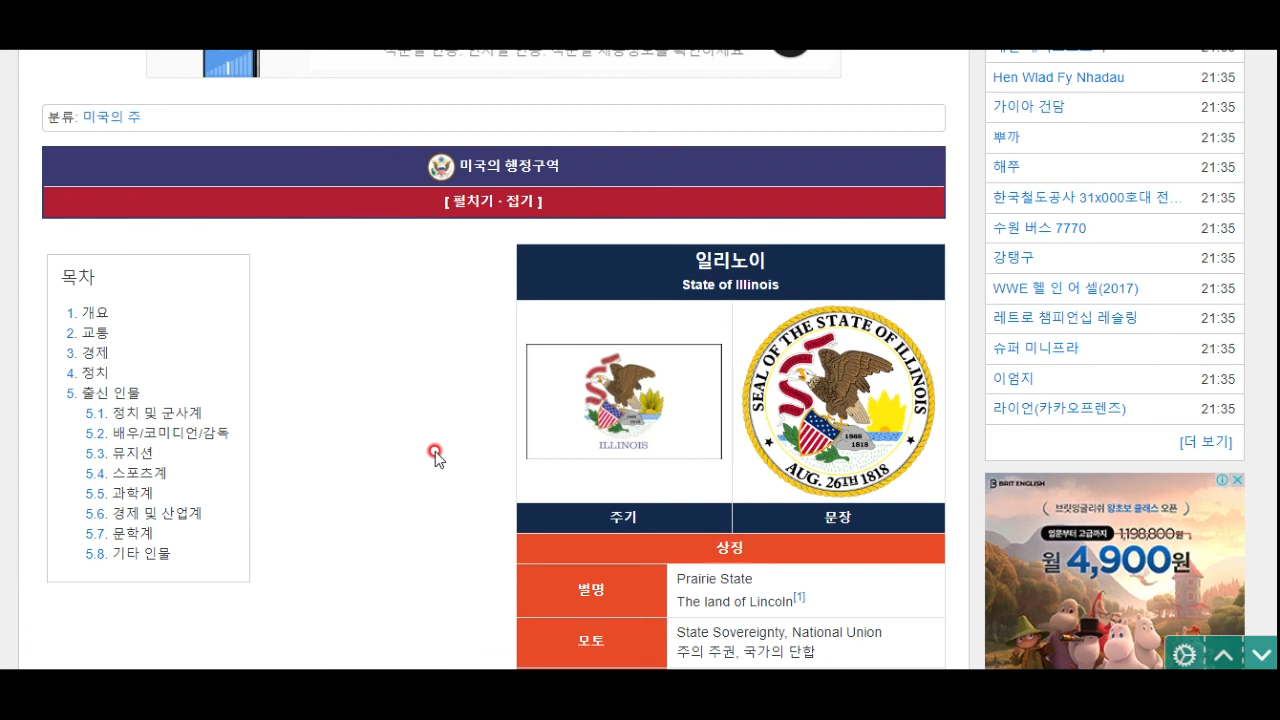 분류: 미국의 주
미국의 행정구역
[ 펼치기 · 접기 ]
목차
1. 개요
2. 교통
3. 경제
4. 정치
5. 출신 인물
5.1. 정치 및 군사계
5.2. 배우/코미디언/감독
5.3. 뮤지션
5.4. 스포츠계
5.5. 과학계
5.6. 경제 및 산업계
5.7. 문학계
5.8. 기타 인물
일리노이
State of Illinois
ILLINOIS
SEAL OF THE STATE OF ILLINOIS
1868
1818
AUG. 26TH 1818
주기 문장
상징
별명 Prairie State
The land of Lincoln[1]
모토 State Sovereignty, National Union
주의 주권, 국가의 단합
Hen Wlad Fy Nhadau 21:35
가이아 건담 21:35
뿌까 21:35
해쭈 21:35
한국철도공사 31x000호대 전... 21:35
수원 버스 7770 21:35
강탱구 21:35
WWE 헬 인 어 셀(2017) 21:35
레트로 챔피언십 레슬링 21:35
슈퍼 미니프라 21:35
이엄지 21:35
라이언(카카오프렌즈) 21:35
[더 보기]
BRIT ENGLISH
( 브릿잉글리쉬 왕초보 클래스 오픈 )
입문부터 고급까지 1,198,800원
월 4,900원